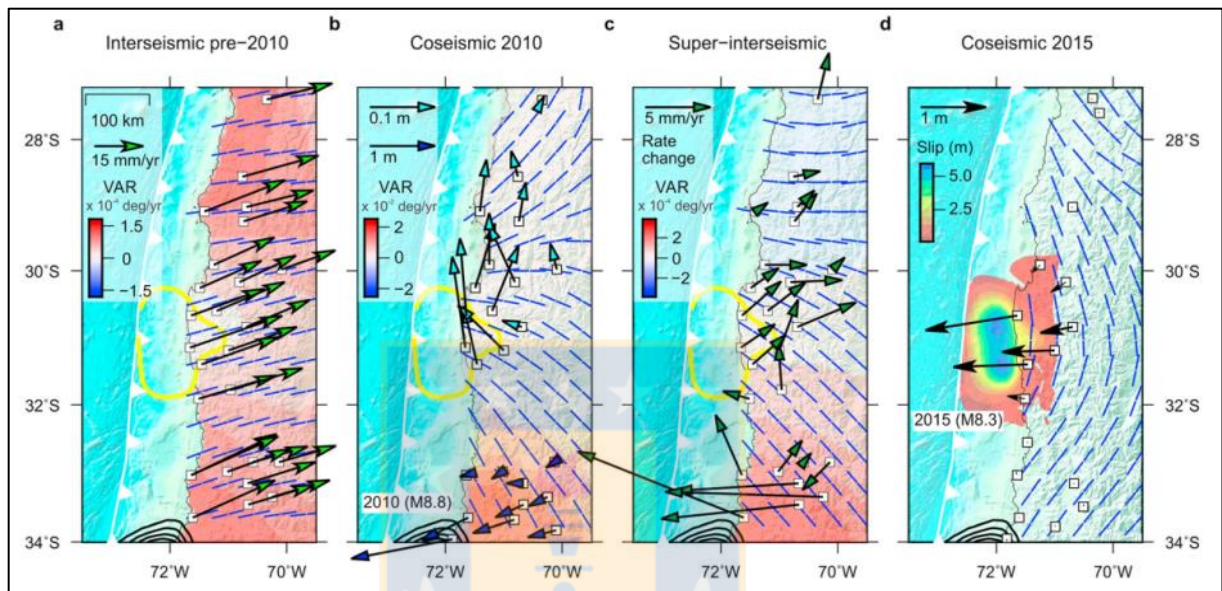 a
Interseismic pre−2010
100 km
15 mm/yr
VAR
x 10⁻⁴ deg/yr
1.5
0
−1.5
b
Coseismic 2010
0.1 m
1 m
VAR
x 10⁻² deg/yr
2
0
−2
2010 (M8.8)
c
Super−interseismic
5 mm/yr
Rate
change
VAR
x 10⁻⁴ deg/yr
2
0
−2
d
Coseismic 2015
1 m
Slip (m)
5.0
2.5
2015 (M8.3)
28°S
30°S
32°S
34°S
28°S
30°S
32°S
34°S
72°W 70°W 72°W 70°W 72°W 70°W 72°W 70°W